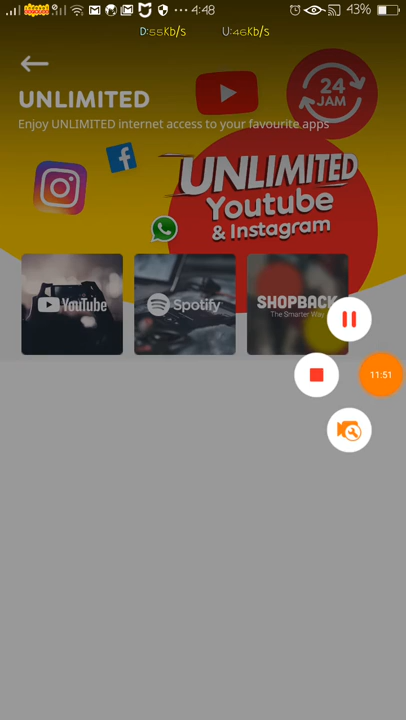 4:48
43%
D:55Kb/s U:46Kb/s
UNLIMITED
Enjoy UNLIMITED internet access to your favourite apps
24
JAM
UNLIMITED
Youtube
& Instagram
YouTube
Spotify
SHOPBACK
The Smarter Way
11:51